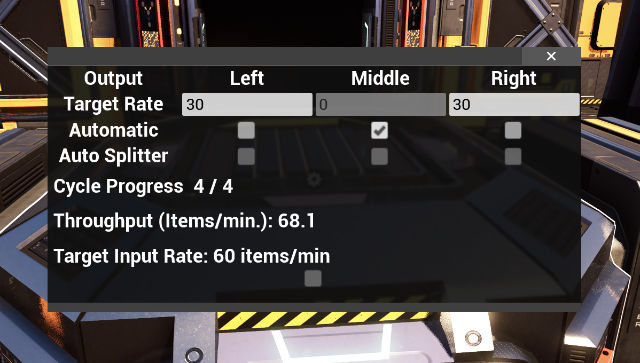 Output Left Middle Right
Target Rate 30 0 30
Automatic
Auto Splitter
Cycle Progress 4 / 4
Throughput (Items/min.): 68.1
Target Input Rate: 60 items/min